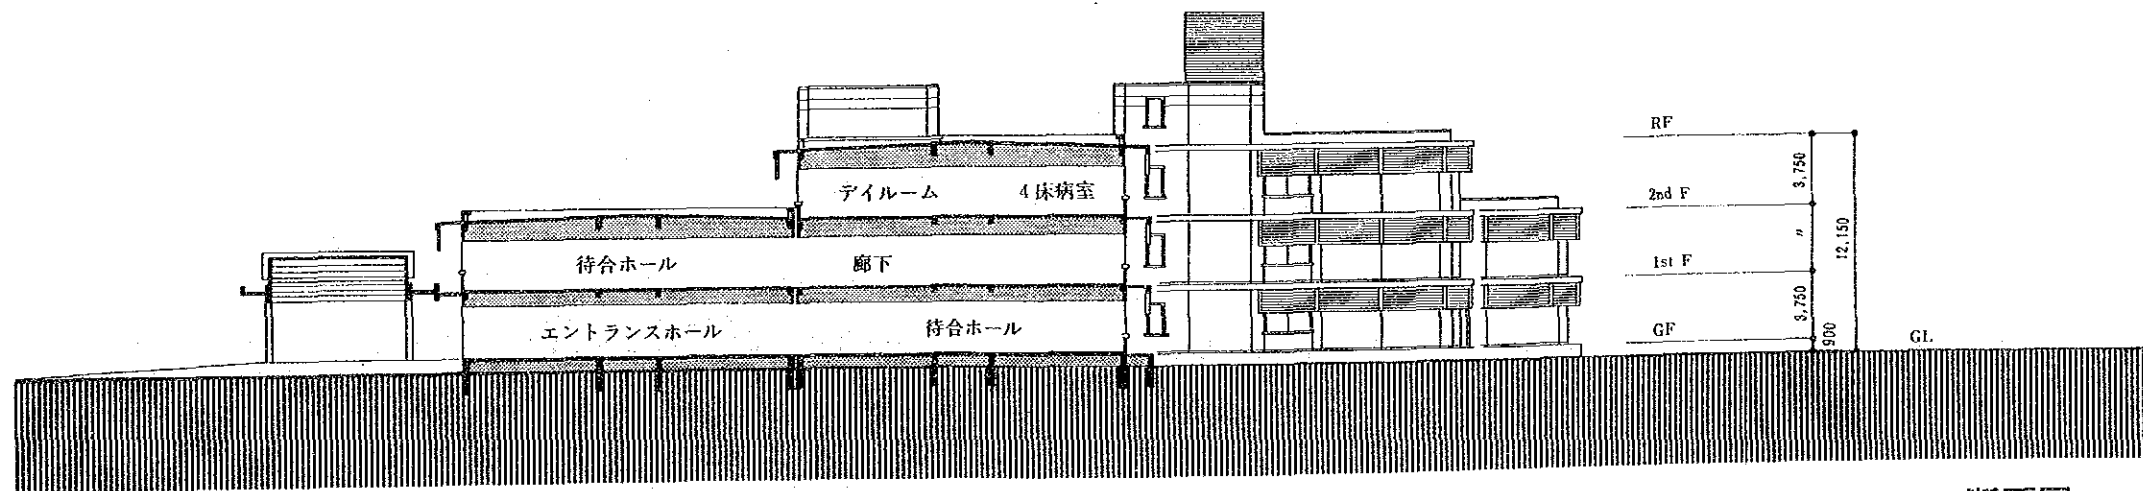 RF
3,750
デイルーム 4床病室
2nd F
12,150
〃
待合ホール 廊下
1st F
3,750
エントランスホール 待合ホール
GF
900
GL